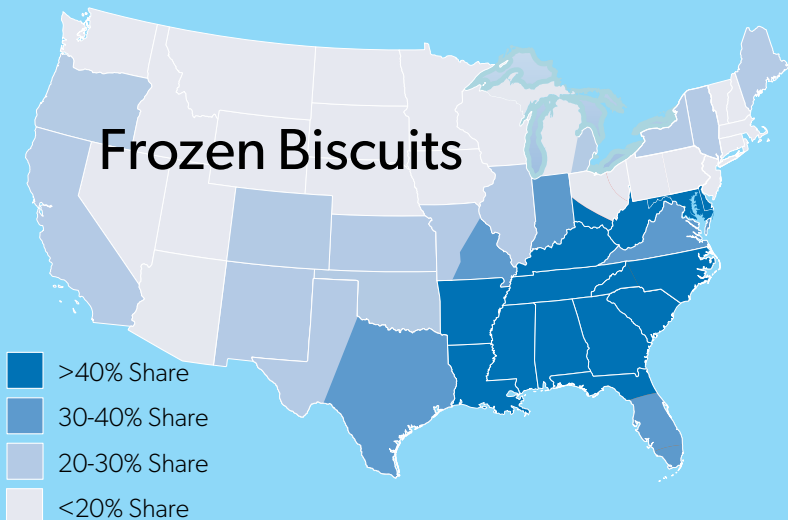 Frozen Biscuits
>40% Share
30-40% Share
20-30% Share
<20% Share